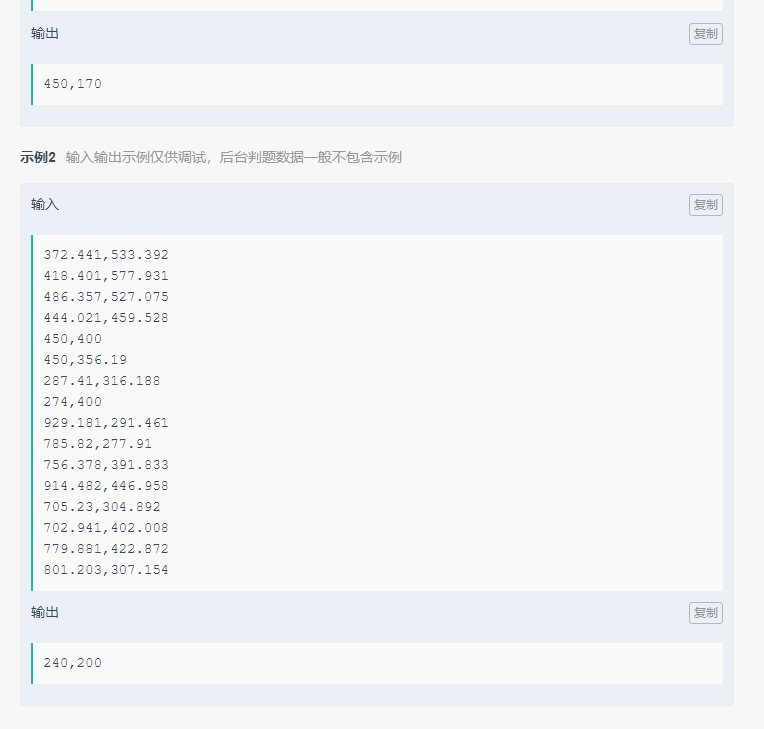 输出
复制
450,170
示例2 输入输出示例仅供调试，后台判题数据一般不包含示例
输入
复制
372.441,533.392
418.401,577.931
486.357,527.075
444.021,459.528
450,400
450,356.19
287.41,316.188
274,400
929.181,291.461
785.82,277.91
756.378,391.833
914.482,446.958
705.23,304.892
702.941,402.008
779.881,422.872
801.203,307.154
输出
复制
240,200